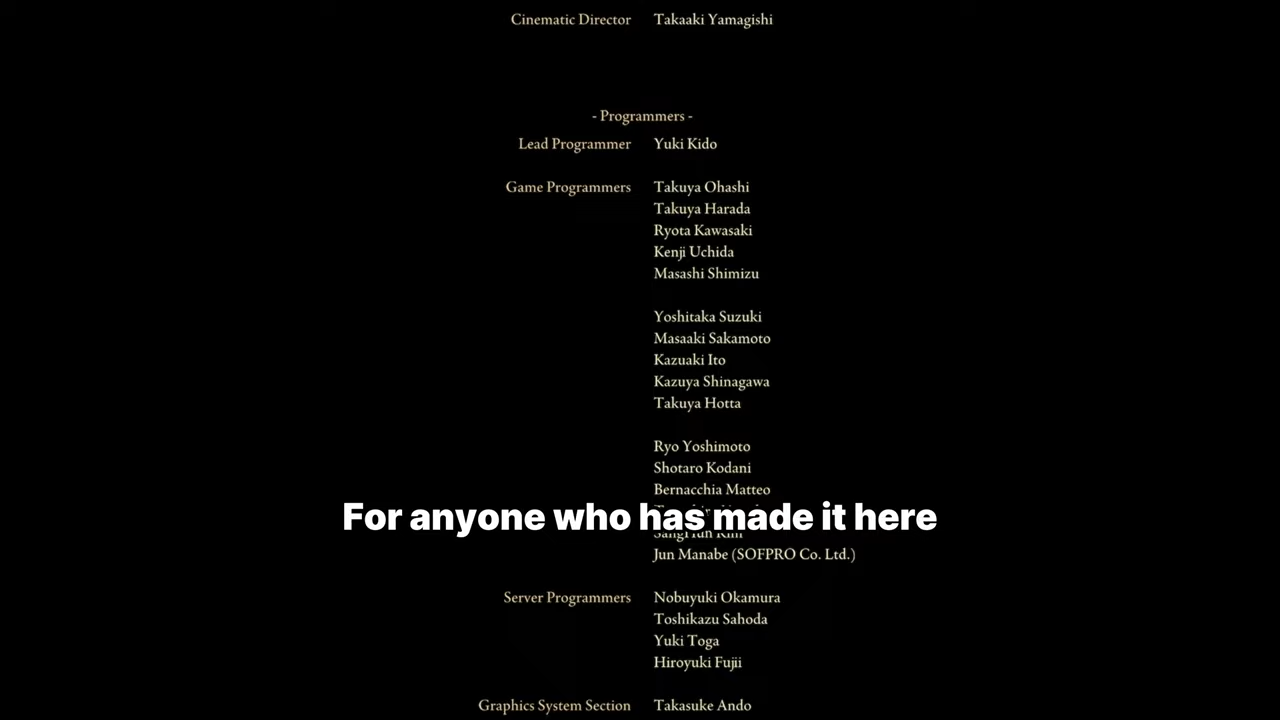 Cinematic Director Takaaki Yamagishi
- Programmers -
Lead Programmer Yuki Kido
Game Programmers Takuya Ohashi
Takuya Harada
Ryota Kawasaki
Kenji Uchida
Masashi Shimizu
Yoshitaka Suzuki
Masaaki Sakamoto
Kazuaki Ito
Kazuya Shinagawa
Takuya Hotta
Ryo Yoshimoto
Shotaro Kodani
Bernacchia Matteo
For anyone who has made it here
SangHun Kim
Jun Manabe (SOFPRO Co. Ltd.)
Server Programmers Nobuyuki Okamura
Toshikazu Sahoda
Yuki Toga
Hiroyuki Fujii
Graphics System Section Takasuke Ando